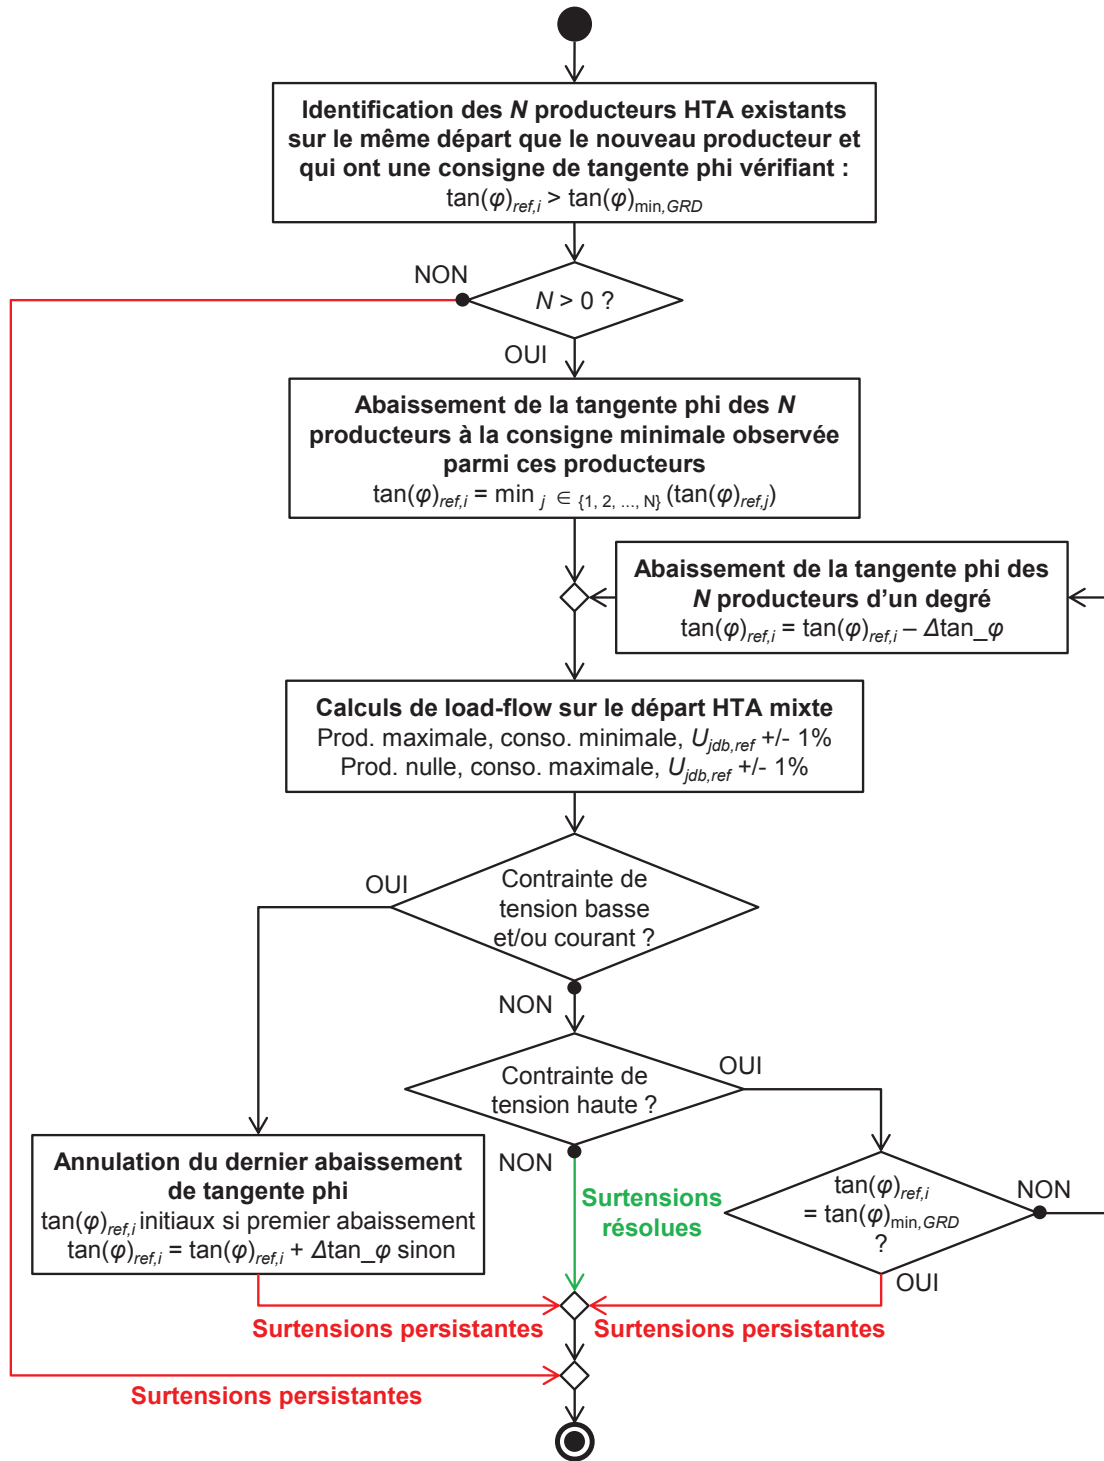 Identification des N producteurs HTA existants
sur le même départ que le nouveau producteur et
qui ont une consigne de tangente phi vérifiant :
tan(φ)ref,i > tan(φ)min,GRD
NON
N > 0 ?
OUI
Abaissement de la tangente phi des N
producteurs à la consigne minimale observée
parmi ces producteurs
tan(φ)ref,i = min j ∈ {1, 2, ..., N} (tan(φ)ref,j)
Abaissement de la tangente phi des
N producteurs d'un degré
tan(φ)ref,i = tan(φ)ref,i – Δtan_φ
Calculs de load-flow sur le départ HTA mixte
Prod. maximale, conso. minimale, Ujdb,ref +/- 1%
Prod. nulle, conso. maximale, Ujdb,ref +/- 1%
OUI
Contrainte de
tension basse
et/ou courant ?
NON
OUI
Contrainte de
tension haute ?
NON
Annulation du dernier abaissement
de tangente phi
tan(φ)ref,i initiaux si premier abaissement
tan(φ)ref,i = tan(φ)ref,i + Δtan_φ sinon
Surtensions
résolues
tan(φ)ref,i
= tan(φ)min,GRD
?
NON
OUI
Surtensions persistantes
Surtensions persistantes
Surtensions persistantes